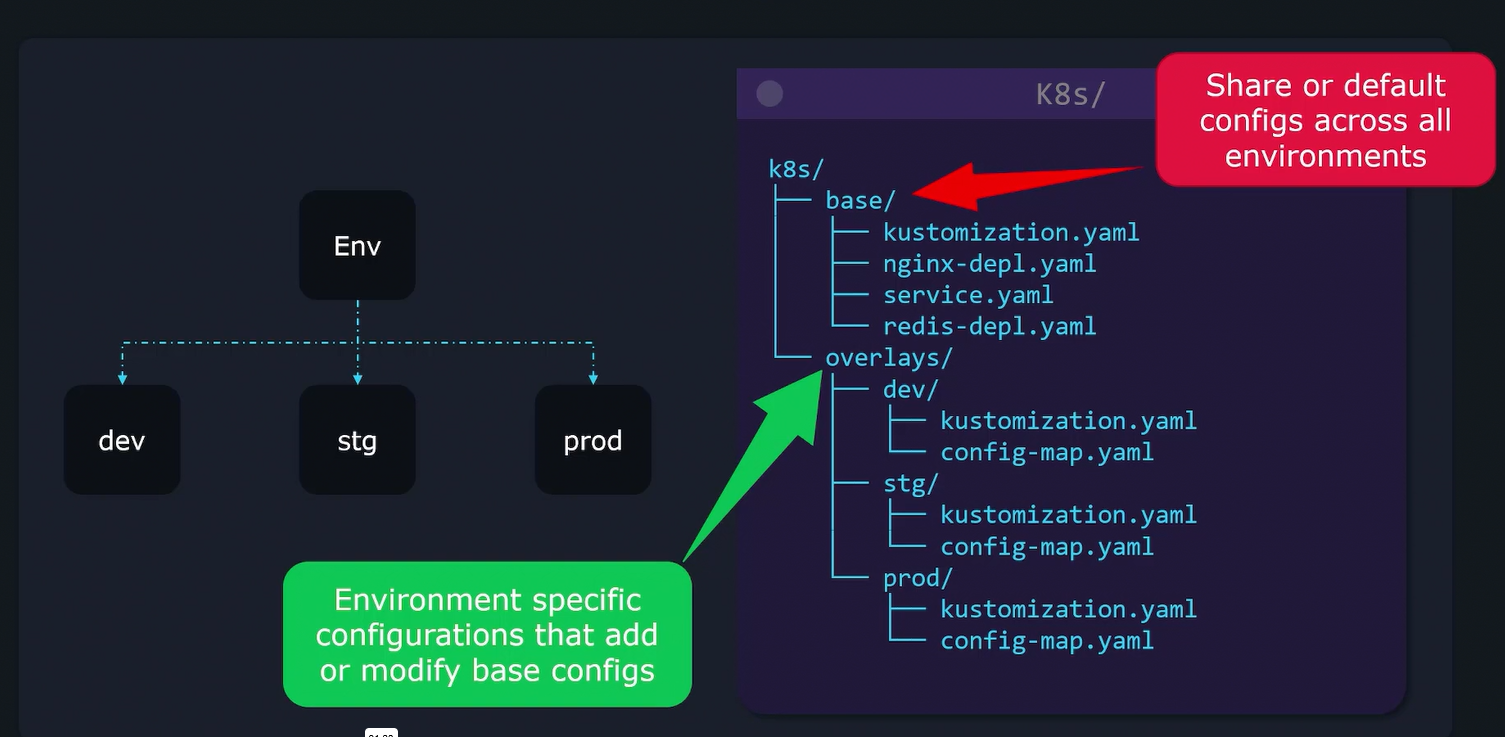 K8s/
Share or default
configs across all
environments
Env
dev
stg
prod
k8s/
base/
kustomization.yaml
nginx-depl.yaml
service.yaml
redis-depl.yaml
overlays/
dev/
kustomization.yaml
config-map.yaml
stg/
kustomization.yaml
config-map.yaml
prod/
kustomization.yaml
config-map.yaml
Environment specific
configurations that add
or modify base configs